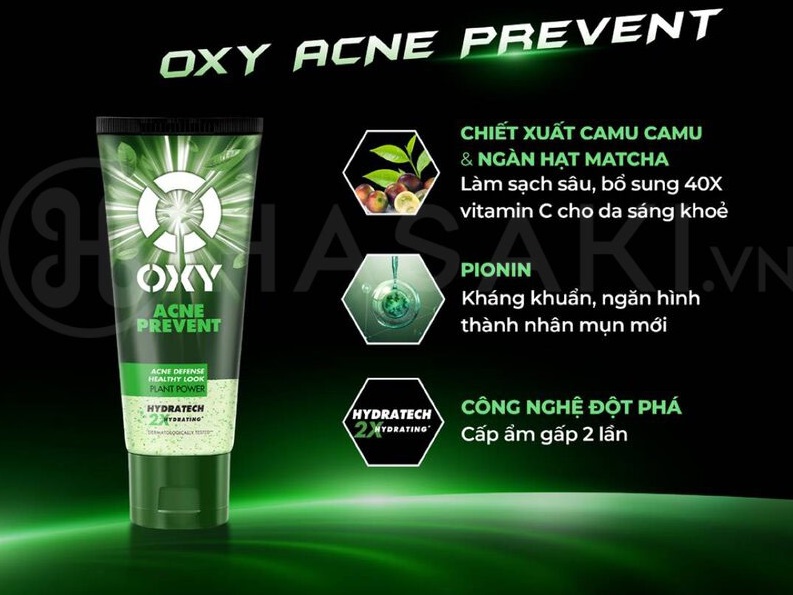 OXY ACNE PREVENT
OXY
ACNE
PREVENT
ACNE DEFENSE
HEALTHY LOOK
PLANT POWER
HYDRATECH
2X HYDRATING*
DERMATOLOGICALLY TESTED**
CHIẾT XUẤT CAMU CAMU
& NGÀN HẠT MATCHA
Làm sạch sâu, bổ sung 40X
vitamin C cho da sáng khoẻ
PIONIN
Kháng khuẩn, ngăn hình
thành nhân mụn mới
HYDRATECH
2X HYDRATING*
CÔNG NGHỆ ĐỘT PHÁ
Cấp ẩm gấp 2 lần
HASAKI.VN